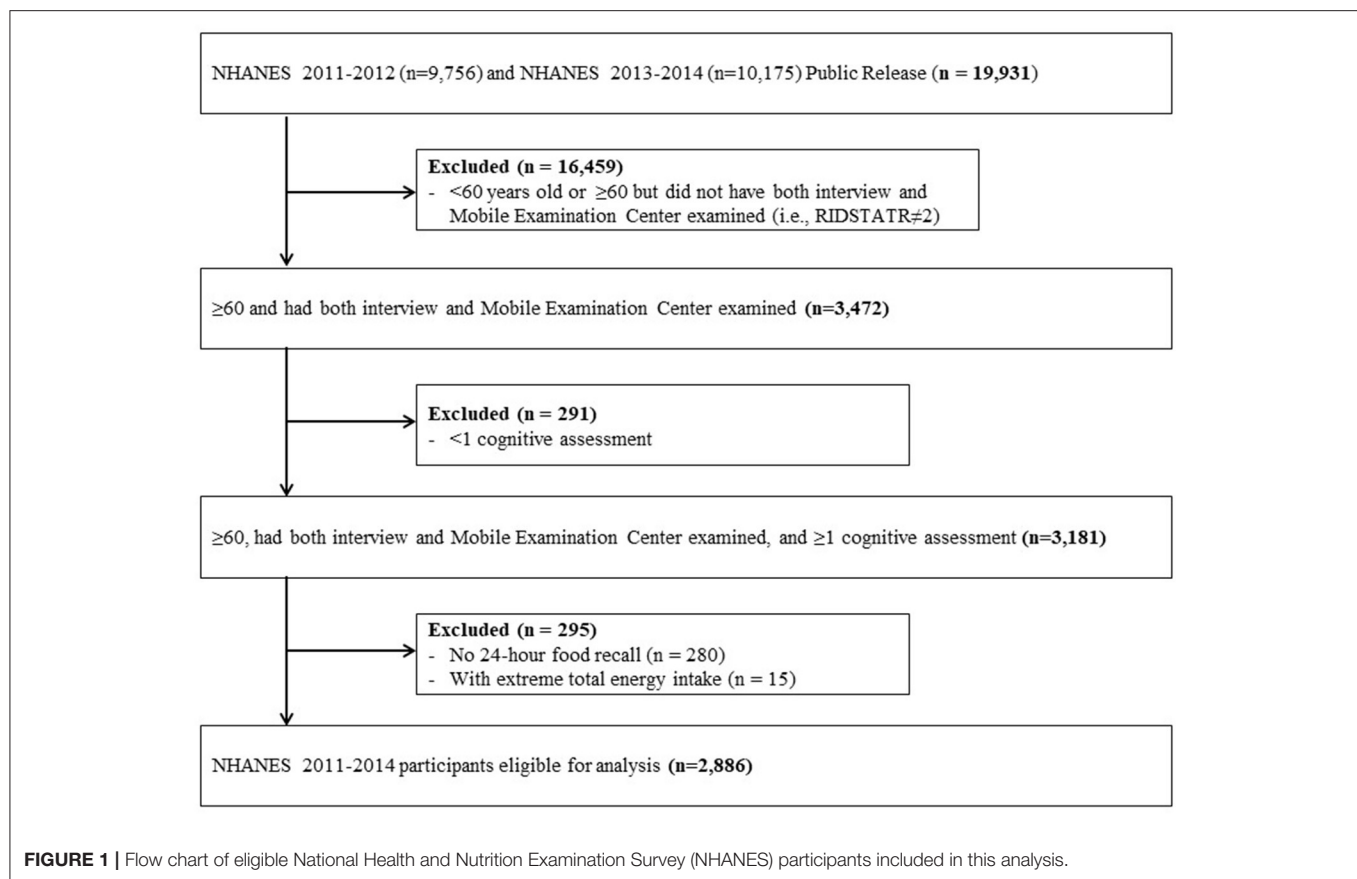 NHANES 2011-2012 (n=9,756) and NHANES 2013-2014 (n=10,175) Public Release (n = 19,931)
Excluded (n = 16,459)
- <60 years old or ≥60 but did not have both interview and
Mobile Examination Center examined (i.e., RIDSTATR≠2)
≥60 and had both interview and Mobile Examination Center examined (n=3,472)
Excluded (n = 291)
- <1 cognitive assessment
≥60, had both interview and Mobile Examination Center examined, and ≥1 cognitive assessment (n=3,181)
Excluded (n = 295)
- No 24-hour food recall (n = 280)
- With extreme total energy intake (n = 15)
NHANES 2011-2014 participants eligible for analysis (n=2,886)
FIGURE 1 | Flow chart of eligible National Health and Nutrition Examination Survey (NHANES) participants included in this analysis.